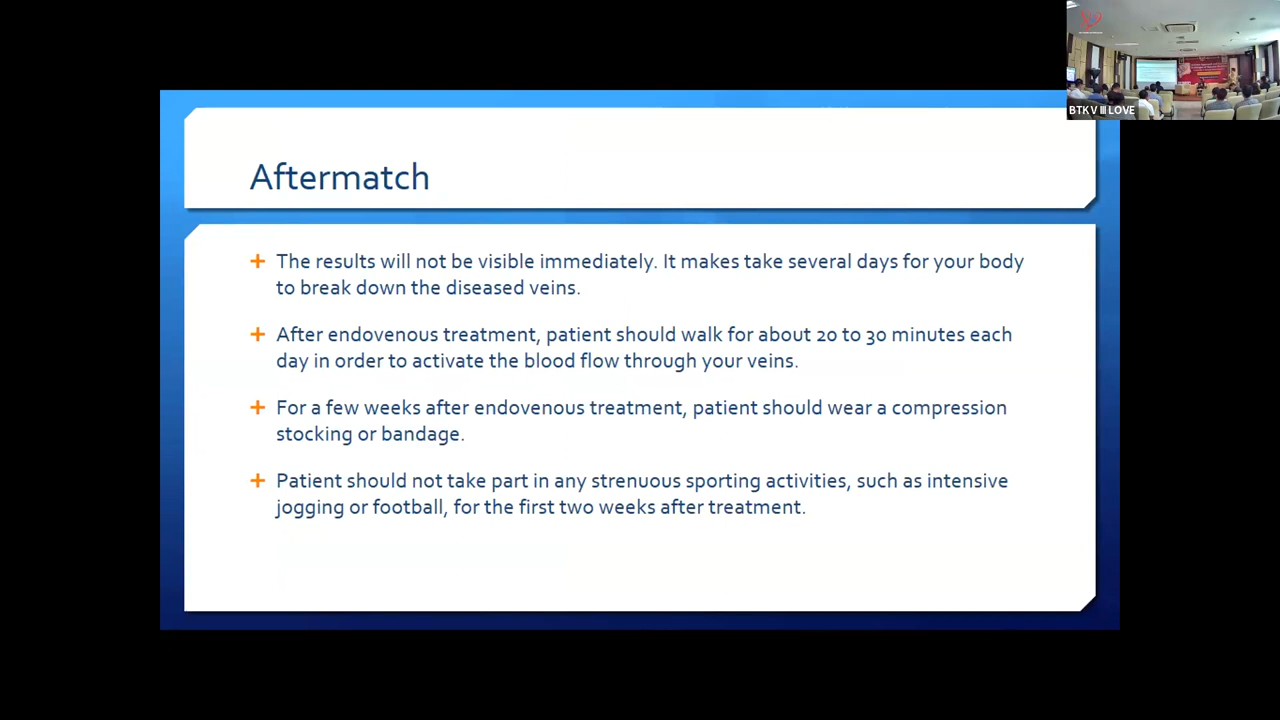 Aftermatch
The results will not be visible immediately. It makes take several days for your body
to break down the diseased veins.
After endovenous treatment, patient should walk for about 20 to 30 minutes each
day in order to activate the blood flow through your veins.
For a few weeks after endovenous treatment, patient should wear a compression
stocking or bandage.
Patient should not take part in any strenuous sporting activities, such as intensive
jogging or football, for the first two weeks after treatment.
BTKV III LOVE